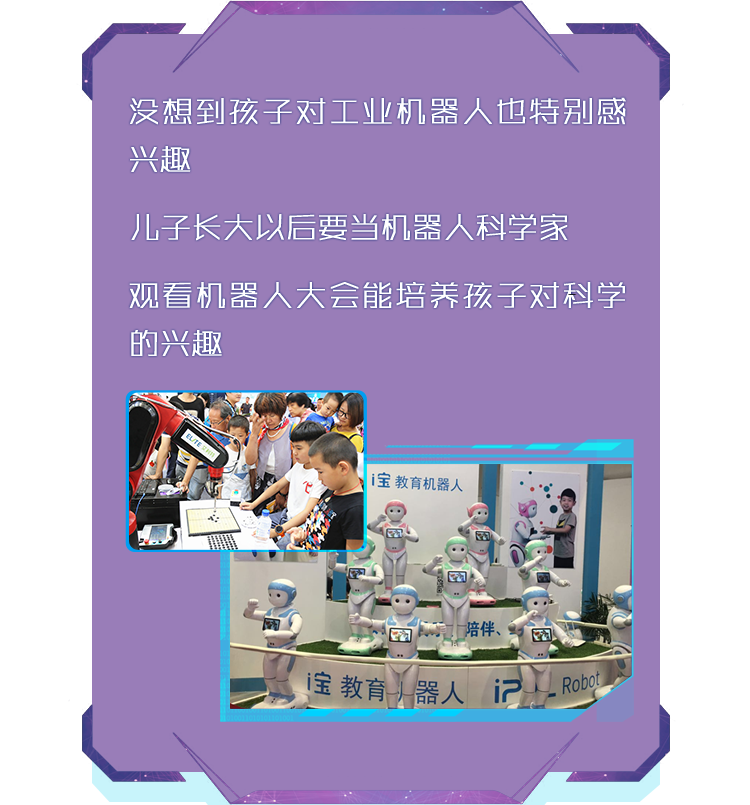 没想到孩子对工业机器人也特别感
兴趣
儿子长大以后要当机器人科学家
观看机器人大会能培养孩子对科学
的兴趣
ELITE
i宝 教育机器人
陪伴、
i宝 教育机器人
Robot